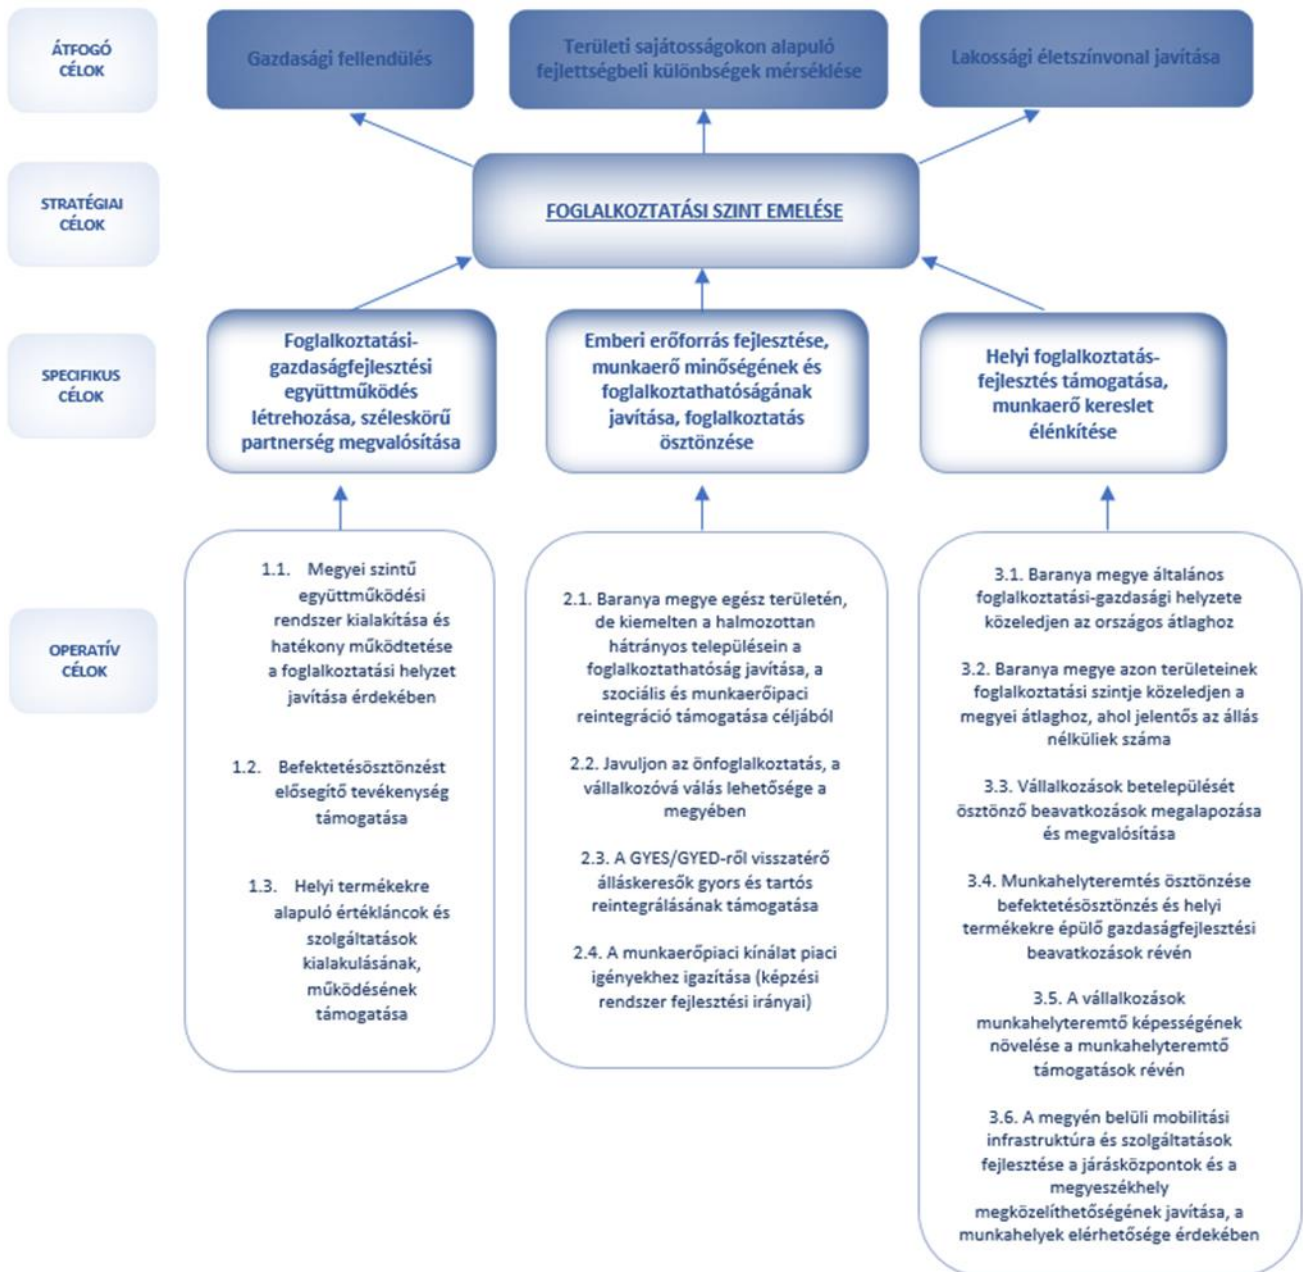 ÁTFOGÓ
CÉLOK
Gazdasági fellendülés
Területi sajátosságokon alapuló
fejlettségbeli különbségek mérséklése
Lakossági életszínvonal javítása
STRATÉGIAI
CÉLOK
FOGLALKOZTATÁSI SZINT EMELÉSE
SPECIFIKUS
CÉLOK
Foglalkoztatási-
gazdaságfejlesztési
együttműködés
létrehozása, széleskörű
partnerség megvalósítása
Emberi erőforrás fejlesztése,
munkaerő minőségének és
foglalkoztathatóságának
javítása, foglalkoztatás
ösztönzése
Helyi foglalkoztatás-
fejlesztés támogatása,
munkaerő kereslet
élénkítése
OPERATÍV
CÉLOK
1.1. Megyei szintű
együttműködési
rendszer kialakítása és
hatékony működtetése
a foglalkoztatási helyzet
javítása érdekében
1.2. Befektetésösztönzést
elősegítő tevékenység
támogatása
1.3. Helyi termékekre
alapuló értékláncok és
szolgáltatások
kialakulásának,
működésének
támogatása
2.1. Baranya megye egész területén,
de kiemelten a halmozottan
hátrányos településein a
foglalkoztathatóság javítása, a
szociális és munkaerőipaci
reintegráció támogatása céljából
2.2. Javuljon az önfoglalkoztatás, a
vállalkozóvá válás lehetősége a
megyében
2.3. A GYES/GYED-ről visszatérő
álláskeresők gyors és tartós
reintegrálásának támogatása
2.4. A munkaerőpiaci kínálat piaci
igényekhez igazítása (képzési
rendszer fejlesztési irányai)
3.1. Baranya megye általános
foglalkoztatási-gazdasági helyzete
közeledjen az országos átlaghoz
3.2. Baranya megye azon területeinek
foglalkoztatási szintje közeledjen a
megyei átlaghoz, ahol jelentős az állás
nélküliek száma
3.3. Vállalkozások betelepülését
ösztönző beavatkozások megalapozása
és megvalósítása
3.4. Munkahelyteremtés ösztönzése
befektetésösztönzés és helyi
termékekre épülő gazdaságfejlesztési
beavatkozások révén
3.5. A vállalkozások
munkahelyteremtő képességének
növelése a munkahelyteremtő
támogatások révén
3.6. A megyén belüli mobilitási
infrastruktúra és szolgáltatások
fejlesztése a járásközpontok és a
megyeszékhely
megközelíthetőségének javítása, a
munkahelyek elérhetősége érdekében